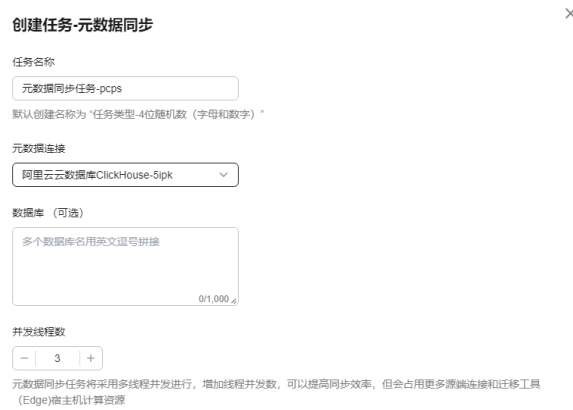 创建任务-元数据同步
任务名称
元数据同步任务-pcps
默认创建名称为 “任务类型-4位随机数（字母和数字）”
元数据连接
阿里云云数据库ClickHouse-5ipk
数据库 （可选）
多个数据库名用英文逗号拼接
0/1,000
并发线程数
− 3 +
元数据同步任务将采用多线程并发进行，增加线程并发数，可以提高同步效率，但会占用更多源端连接和迁移工具
（Edge)宿主机计算资源